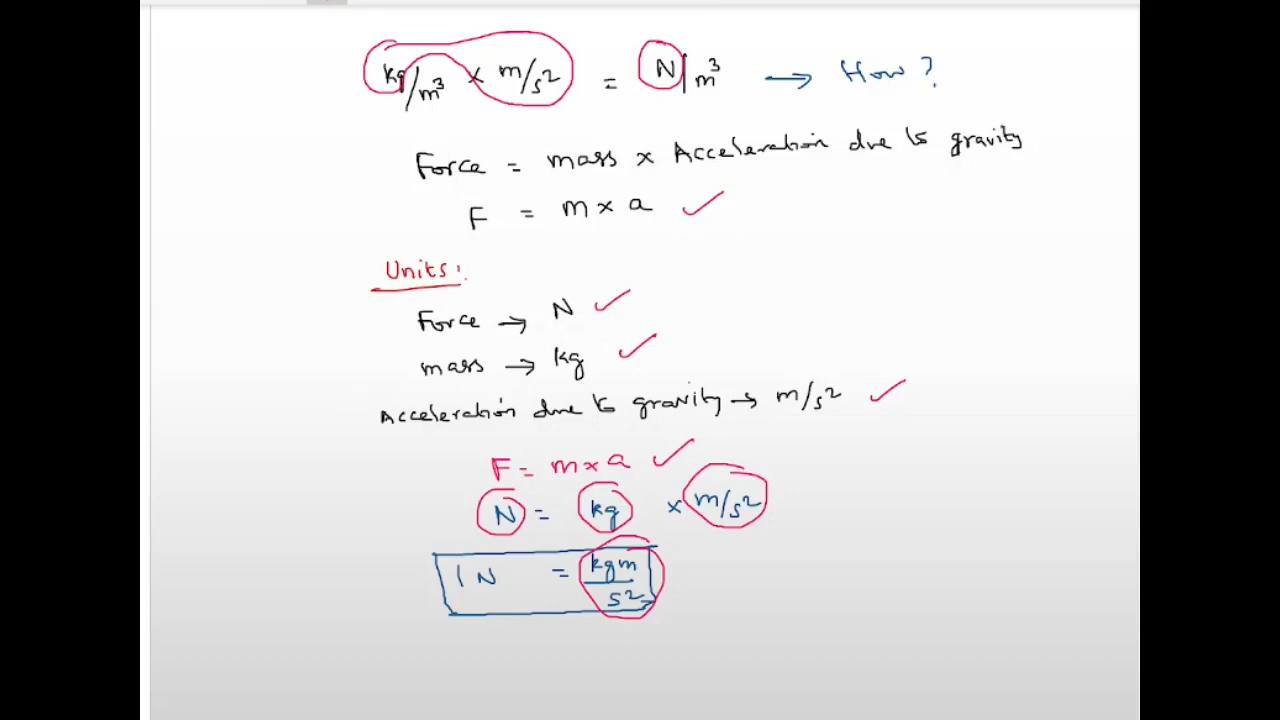 kg/m³ × m/s² = N/m³ → How?
Force = mass × Acceleration due to gravity
F = m × a ✓
Units:
Force → N ✓
mass → kg ✓
Acceleration due to gravity → m/s² ✓
F = m × a ✓
N = kg × m/s²
1 N = kgm/s²